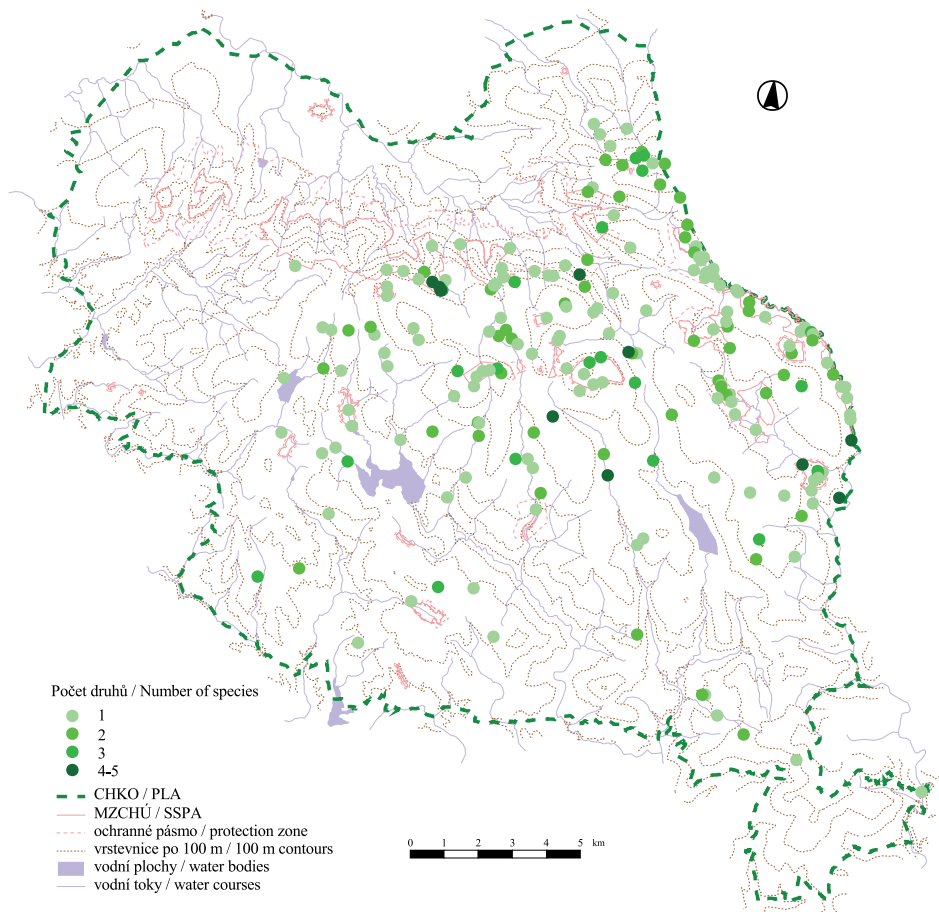 Počet druhů / Number of species
1
2
3
4-5
CHKO / PLA
MZCHÚ / SSPA
ochranné pásmo / protection zone
vrstevnice po 100 m / 100 m contours
vodní plochy / water bodies
vodní toky / water courses
0 1 2 3 4 5 km